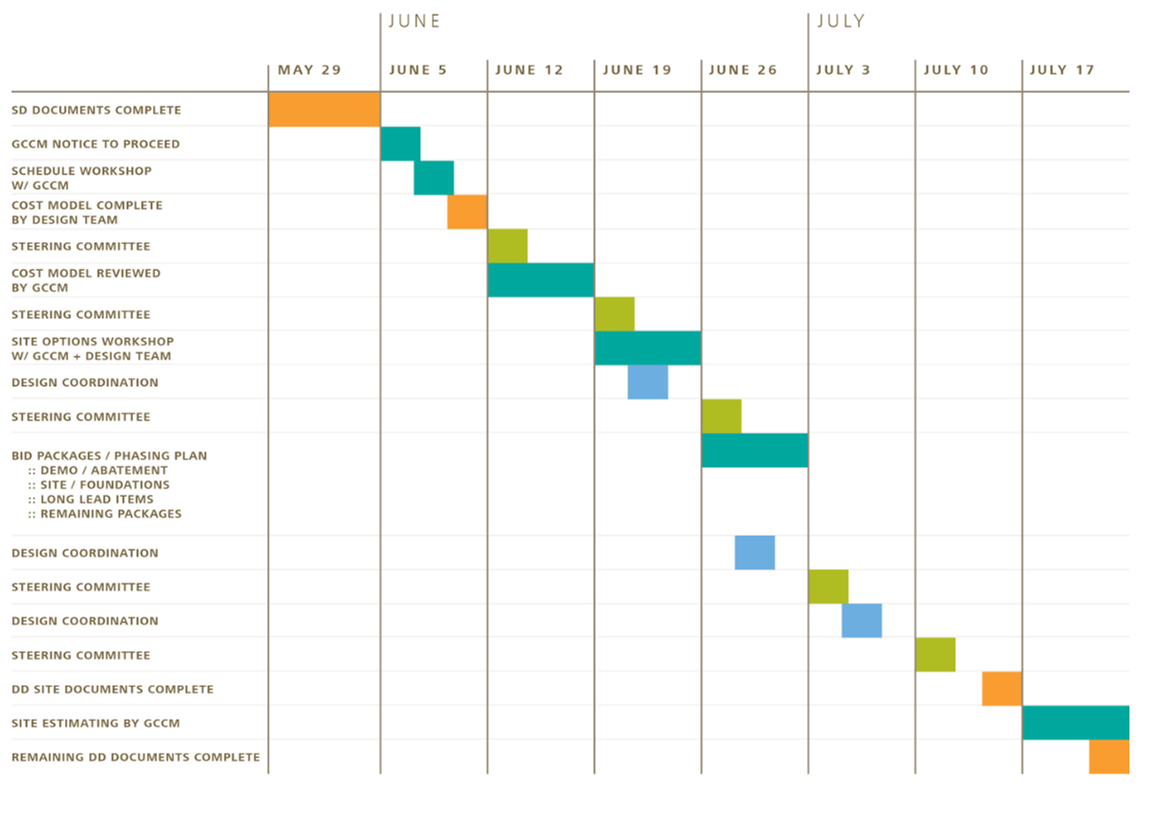 JUNE
JULY
MAY 29
JUNE 5
JUNE 12
JUNE 19
JUNE 26
JULY 3
JULY 10
JULY 17
SD DOCUMENTS COMPLETE
GCCM NOTICE TO PROCEED
SCHEDULE WORKSHOP
W/ GCCM
COST MODEL COMPLETE
BY DESIGN TEAM
STEERING COMMITTEE
COST MODEL REVIEWED
BY GCCM
STEERING COMMITTEE
SITE OPTIONS WORKSHOP
W/ GCCM + DESIGN TEAM
DESIGN COORDINATION
STEERING COMMITTEE
BID PACKAGES / PHASING PLAN
:: DEMO / ABATEMENT
:: SITE / FOUNDATIONS
:: LONG LEAD ITEMS
:: REMAINING PACKAGES
DESIGN COORDINATION
STEERING COMMITTEE
DESIGN COORDINATION
STEERING COMMITTEE
DD SITE DOCUMENTS COMPLETE
SITE ESTIMATING BY GCCM
REMAINING DD DOCUMENTS COMPLETE